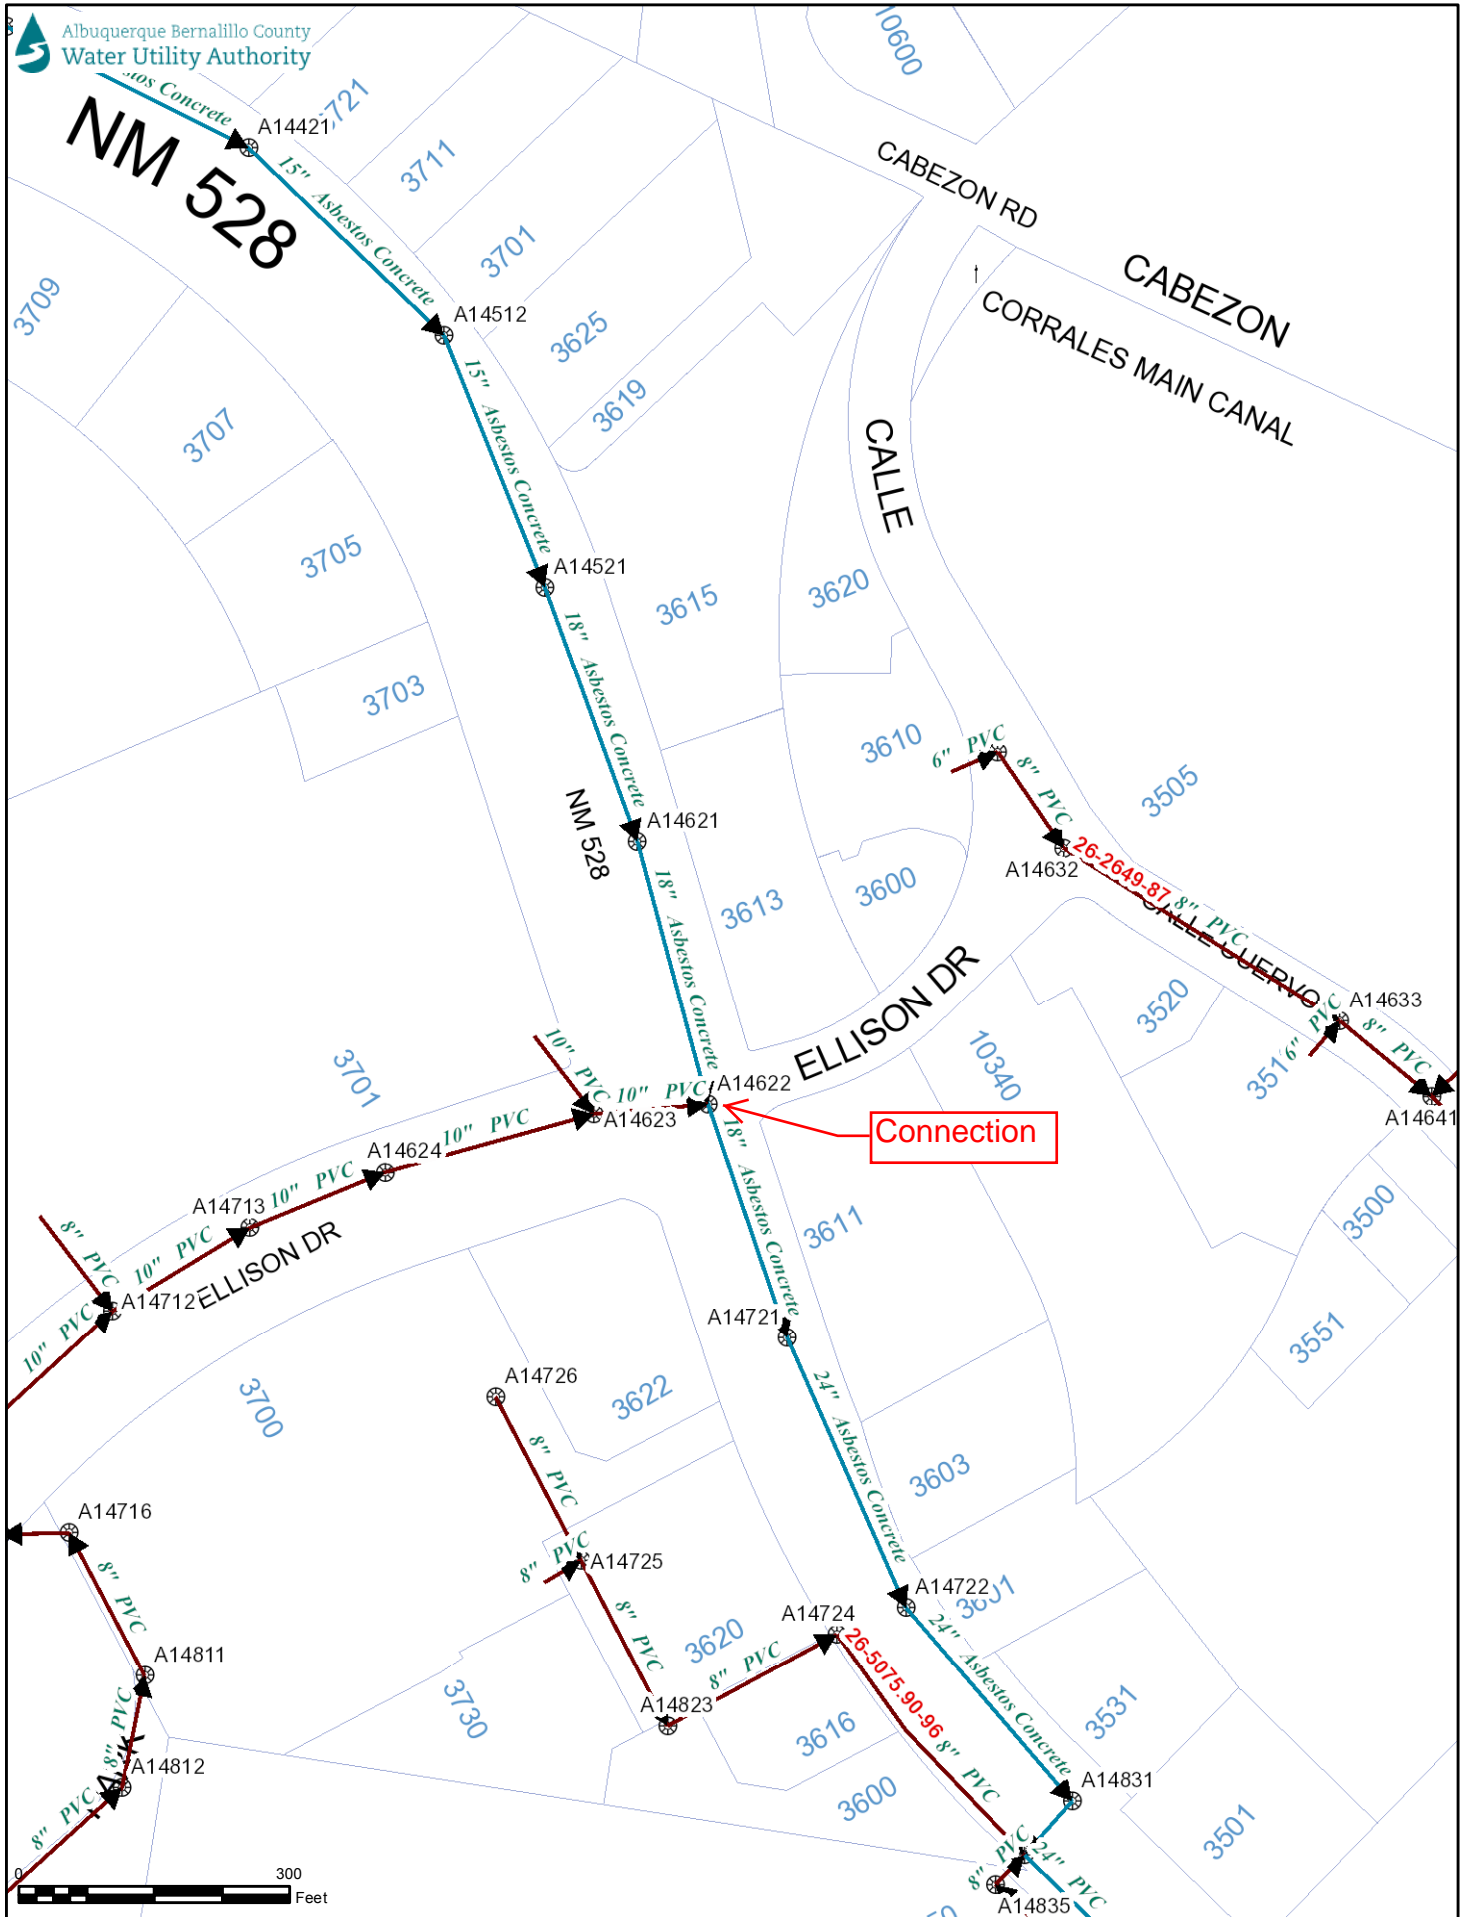 Albuquerque Bernalillo County
Water Utility Authority
Concrete
A14421
NM 528
15" Asbestos Concrete
3711
10600
CABEZON RD
CABEZON
CORRALES MAIN CANAL
3701
3709
A14512
3625
3619
3707
15" Asbestos Concrete
CALLE
3705
A14521
3615
3620
18" Asbestos Concrete
3703
3610
6" PVC
8" PVC
3505
NM 528
A14621
A14632
26-2649-87
8" PVC
CALLE CUERVO
3613
3600
18" Asbestos Concrete
ELLISON DR
3520
A14633
6" PVC
8" PVC
10340
A14641
3701
10" PVC
10" PVC
A14622
A14623
Connection
10" PVC
A14624
18" Asbestos Concrete
10" PVC
A14713
8" PVC
10" PVC
ELLISON DR
A14712
10" PVC
3611
3500
3551
A14721
A14726
3622
3700
24" Asbestos Concrete
8" PVC
3603
A14716
8" PVC
A14725
8" PVC
A14722
A14724
8" PVC
3620
8" PVC
26-5075.90-96
24" Asbestos Concrete
A14811
8" PVC
3730
A14823
3616
8" PVC
3531
A14812
8" PVC
3600
A14831
3501
8" PVC
24" PVC
A14835
0
300
Feet